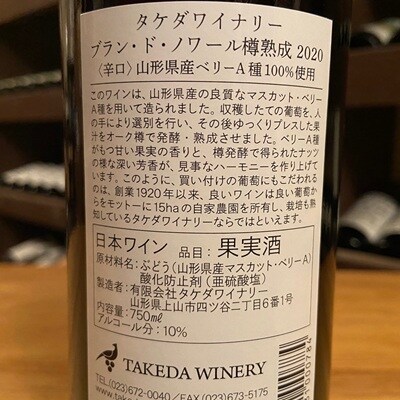 タケダワイナリー
ブラン・ド・ノワール樽熟成 2020
〈辛口〉山形県産ベリーA種100%使用
このワインは、山形県産の良質なマスカット・ベリー
A種を用いて造られました。収穫したての葡萄を、人
の手により選別を行い、その後ゆっくりプレスした果
汁をオーク樽で発酵・熟成させました。ベリーA種
がもつ甘い果実の香りと、樽発酵で得られたナッツ
の様な深い芳香が、見事なハーモニーを作り上げて
います。このように、買い付けの葡萄にもこだわれる
のは、創業1920年以来、良いワインは良い葡萄か
らをモットーに15haの自家農園を所有し、栽培も熟
知しているタケダワイナリーならではといえます。
日本ワイン 品目：果実酒
原材料名：ぶどう（山形県産マスカット・ベリーA）
酸化防止剤（亜硫酸塩）
製造者：有限会社タケダワイナリー
山形県上山市四ツ谷二丁目6番1号
内容量：750㎖
アルコール分：10%
TAKEDA WINERY
TEL(023)672-0040／FAX(023)673-5175